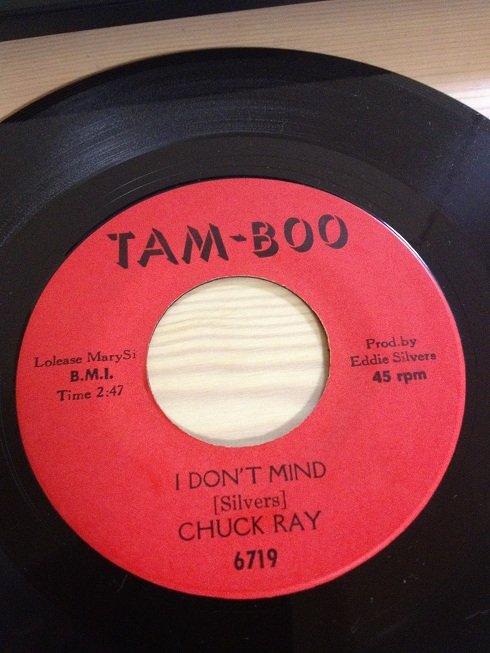 TAM-BOO
Lolease MarySi
B.M.I.
Time 2:47
Prod.by
Eddie Silvers
45 rpm
I DON'T MIND
[Silvers]
CHUCK RAY
6719